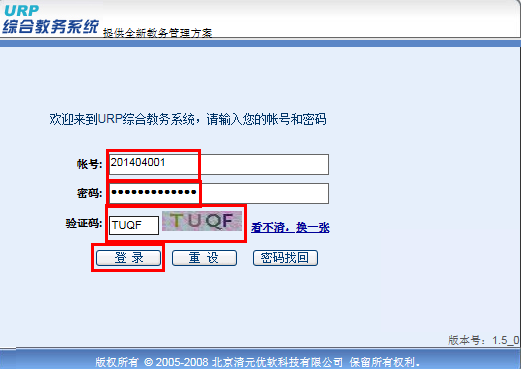 URP
综合教务系统 提供全新教务管理方案
欢迎来到URP综合教务系统，请输入您的帐号和密码
帐号: 201404001
密码: •••••••••••••
验证码: TUQF TUQF 看不清，换一张
登 录 重 设 密码找回
版本号：1.5_0
版权所有 © 2005-2008 北京清元优软科技有限公司 保留所有权利。